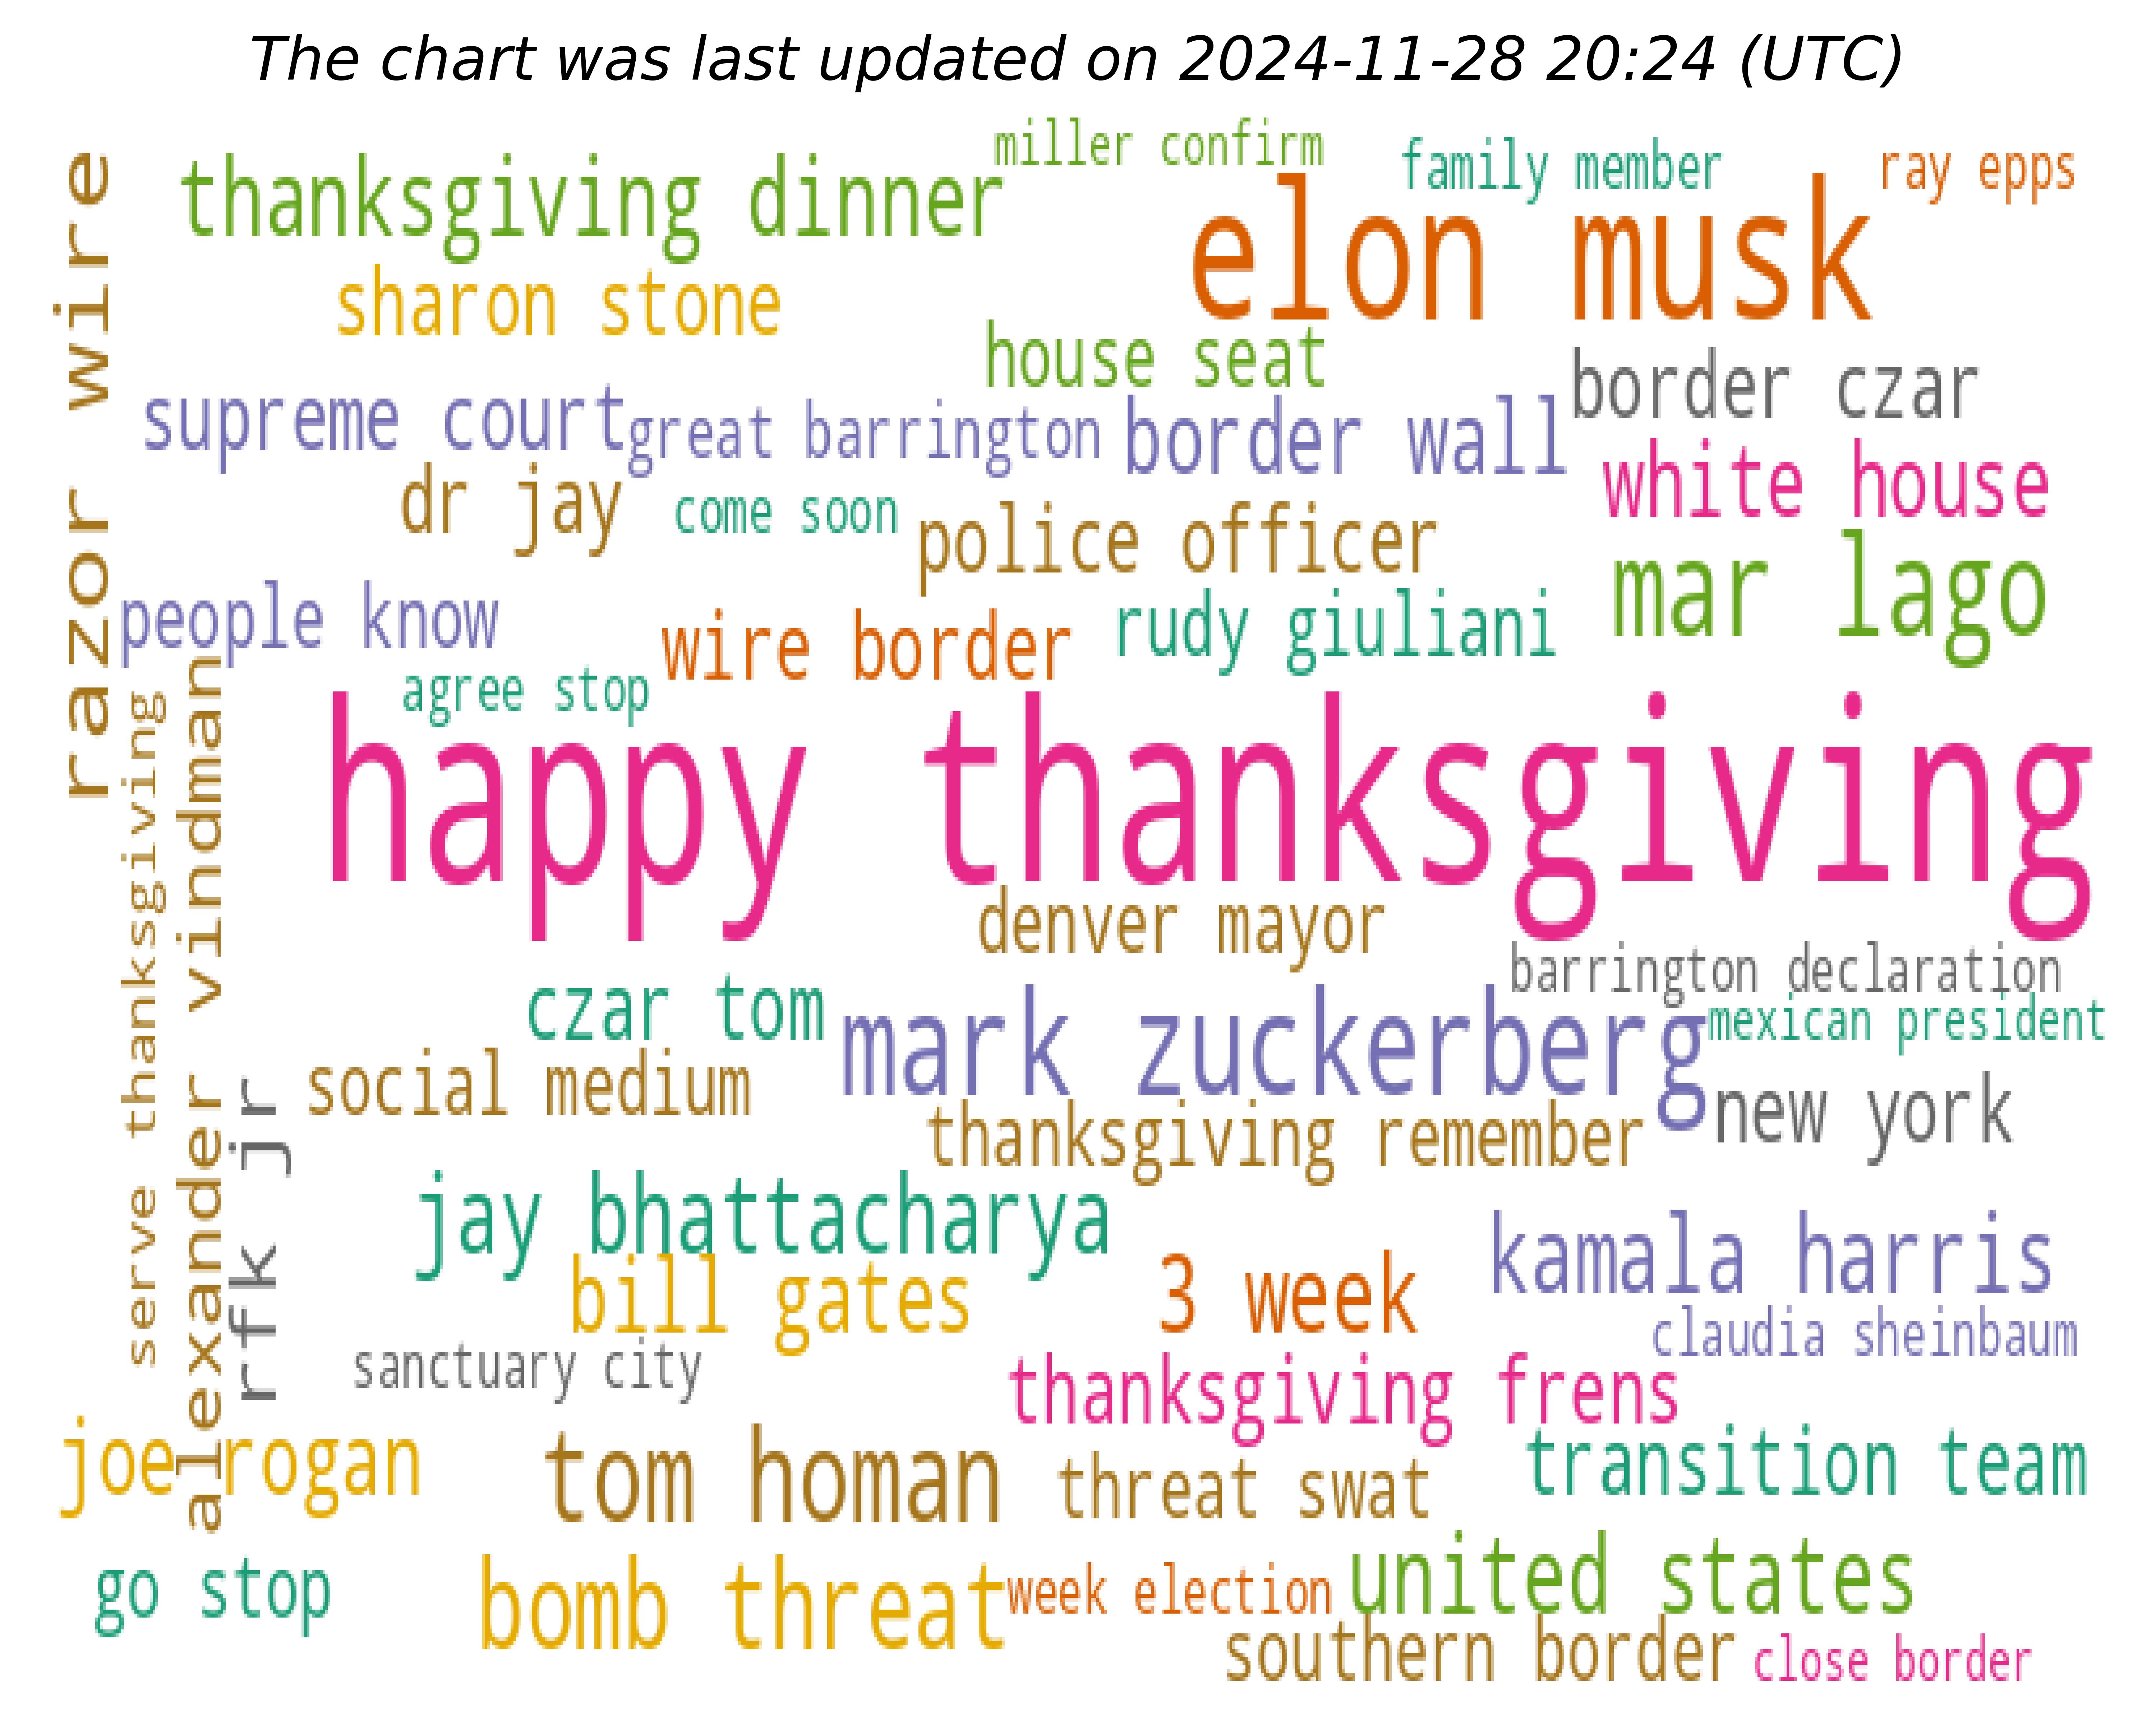 The chart was last updated on 2024-11-28 20:24 (UTC)
miller confirm
family member
ray epps
thanksgiving dinner
elon musk
razor wire
sharon stone
house seat
border czar
supreme court
great barrington
border wall
white house
dr jay
come soon
police officer
mar lago
people know
wire border
rudy giuliani
agree stop
happy thanksgiving
serve thanksgiving
alexander vindman
denver mayor
barrington declaration
czar tom
mark zuckerberg
mexican president
social medium
new york
thanksgiving remember
rfk jr
jay bhattacharya
kamala harris
bill gates
3 week
claudia sheinbaum
sanctuary city
thanksgiving frens
joe rogan
tom homan
threat swat
transition team
go stop
bomb threat
week election
united states
southern border
close border